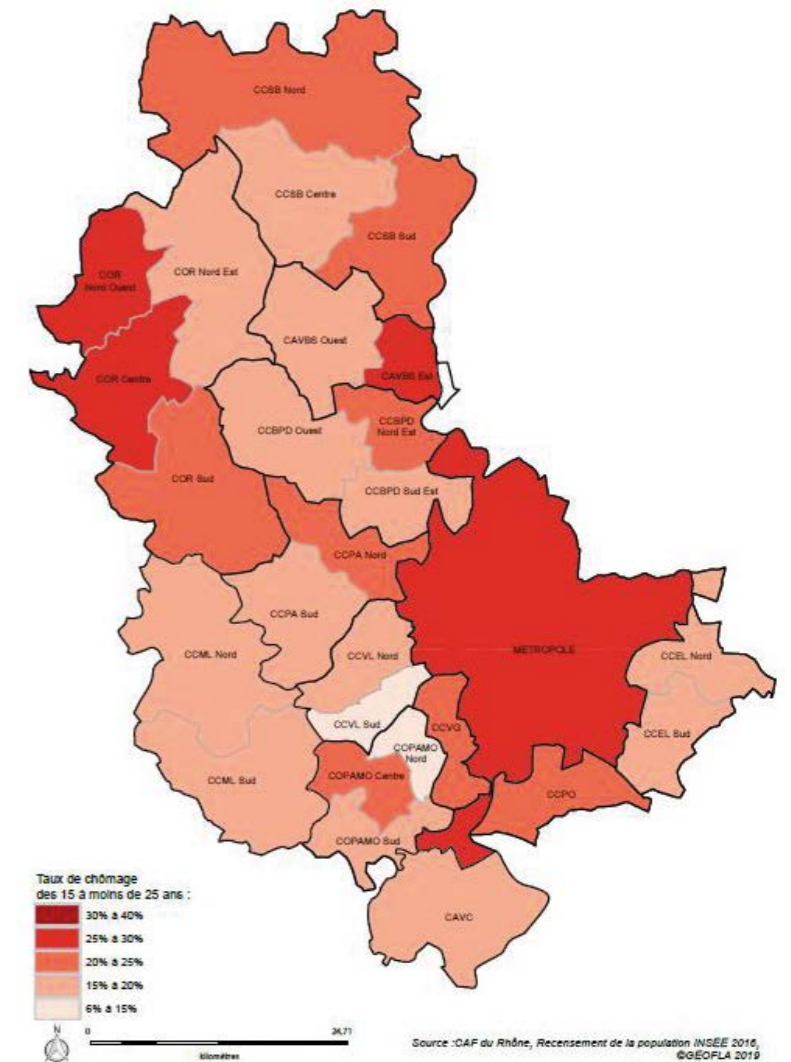 CCSB Nord
CCSB Centre
CCSB Sud
COR
Nord Ouest
COR Nord Est
CAVBS Ouest
COR Centre
CAVBS Est
CCBPD
Nord Est
CCBPD Ouest
COR Sud
CCBPD Sud Est
CCPA Nord
CCPA Sud
CCML Nord
CCVL Nord
METROPOLE
CCEL Nord
CCVL Sud
CCVG
CCEL Sud
COPAMO
Nord
CCML Sud
COPAMO Centre
CCPO
COPAMO Sud
CAVC
Taux de chômage
des 15 à moins de 25 ans :
30% à 40%
25% à 30%
20% à 25%
15% à 20%
6% à 15%
N
0
24,71
kilomètres
Source :CAF du Rhône, Recensement de la population INSEE 2016,
©GEOFLA 2019